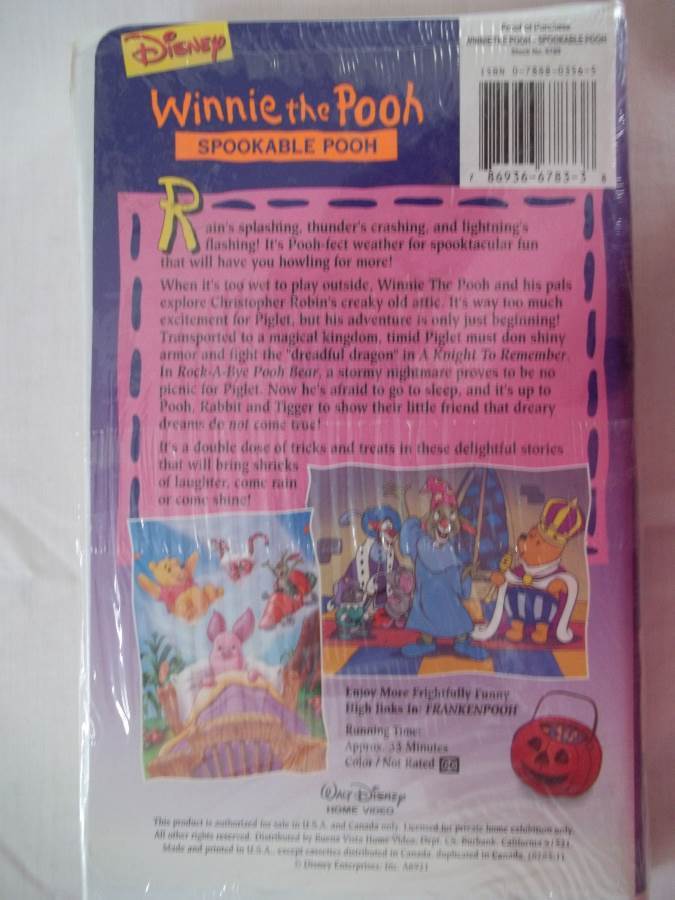 Disney
Winnie the Pooh
SPOOKABLE POOH
Proof of Purchase
WINNIE THE POOH - SPOOKABLE POOH
ISBN 0-7888-0356-5
7 86936-6783-3 8
Rain's splashing, thunder's crashing, and lightning's
flashing! It's Pooh-fect weather for spooktacular fun
that will have you howling for more!
When it's too wet to play outside, Winnie The Pooh and his pals
explore Christopher Robin's creaky old attic. It's way too much
excitement for Piglet, but his adventure is only just beginning!
Transported to a magical kingdom, timid Piglet must don shiny
armor and fight the "dreadful dragon" in A Knight To Remember.
In Rock-A-Bye Pooh Bear, a stormy nightmare proves to be no
picnic for Piglet. Now he's afraid to go to sleep, and it's up to
Pooh, Rabbit and Tigger to show their little friend that dreary
dreams do not come true!
It's a double dose of tricks and treats in these delightful stories
that will bring shrieks
of laughter, come rain
or come shine!
Enjoy More Frightfully Funny
High Jinks In: FRANKENPOOH
Running Time:
Approx. 33 Minutes
Color / Not Rated CC
Walt Disney
HOME VIDEO
This product is authorized for sale in U.S.A. and Canada only. Licensed for private home exhibition only.
All other rights reserved. Distributed by Buena Vista Home Video, Dept. CS, Burbank, California 91521.
Made and printed in U.S.A., except cassettes distributed in Canada, duplicated in Canada.
© Disney Enterprises, Inc.